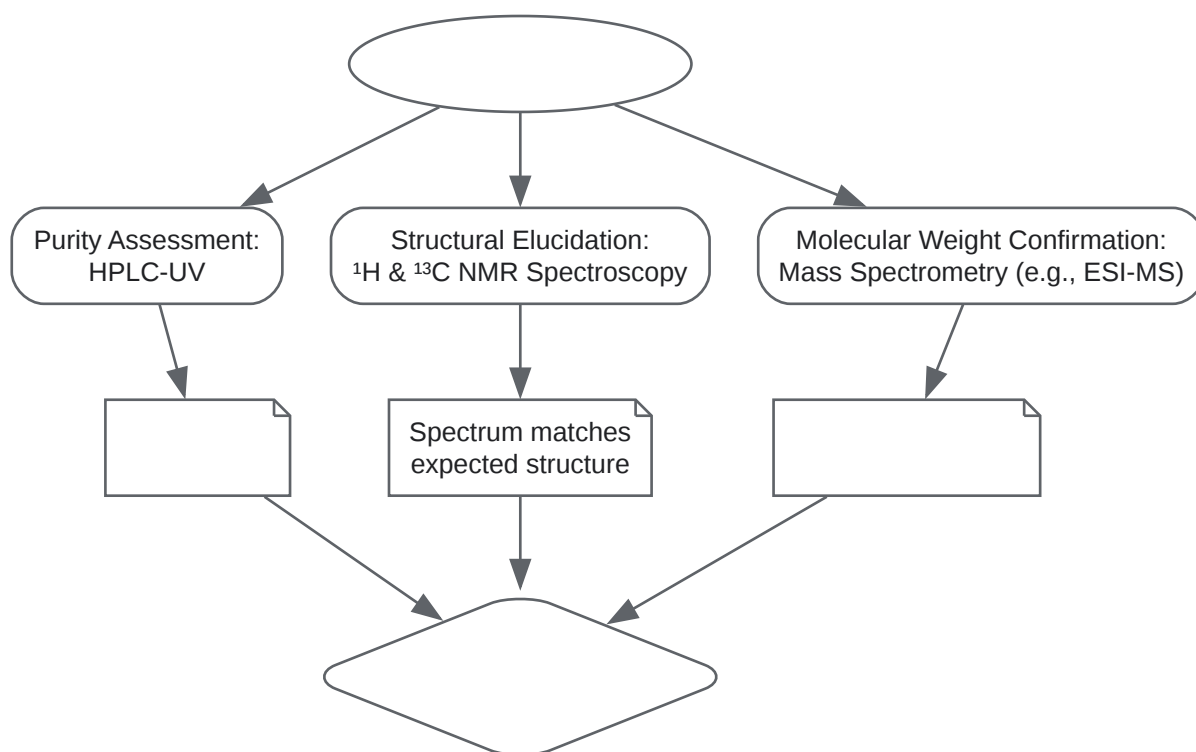 Purity Assessment:
HPLC-UV
Structural Elucidation:
¹H & ¹³C NMR Spectroscopy
Molecular Weight Confirmation:
Mass Spectrometry (e.g., ESI-MS)
Spectrum matches
expected structure